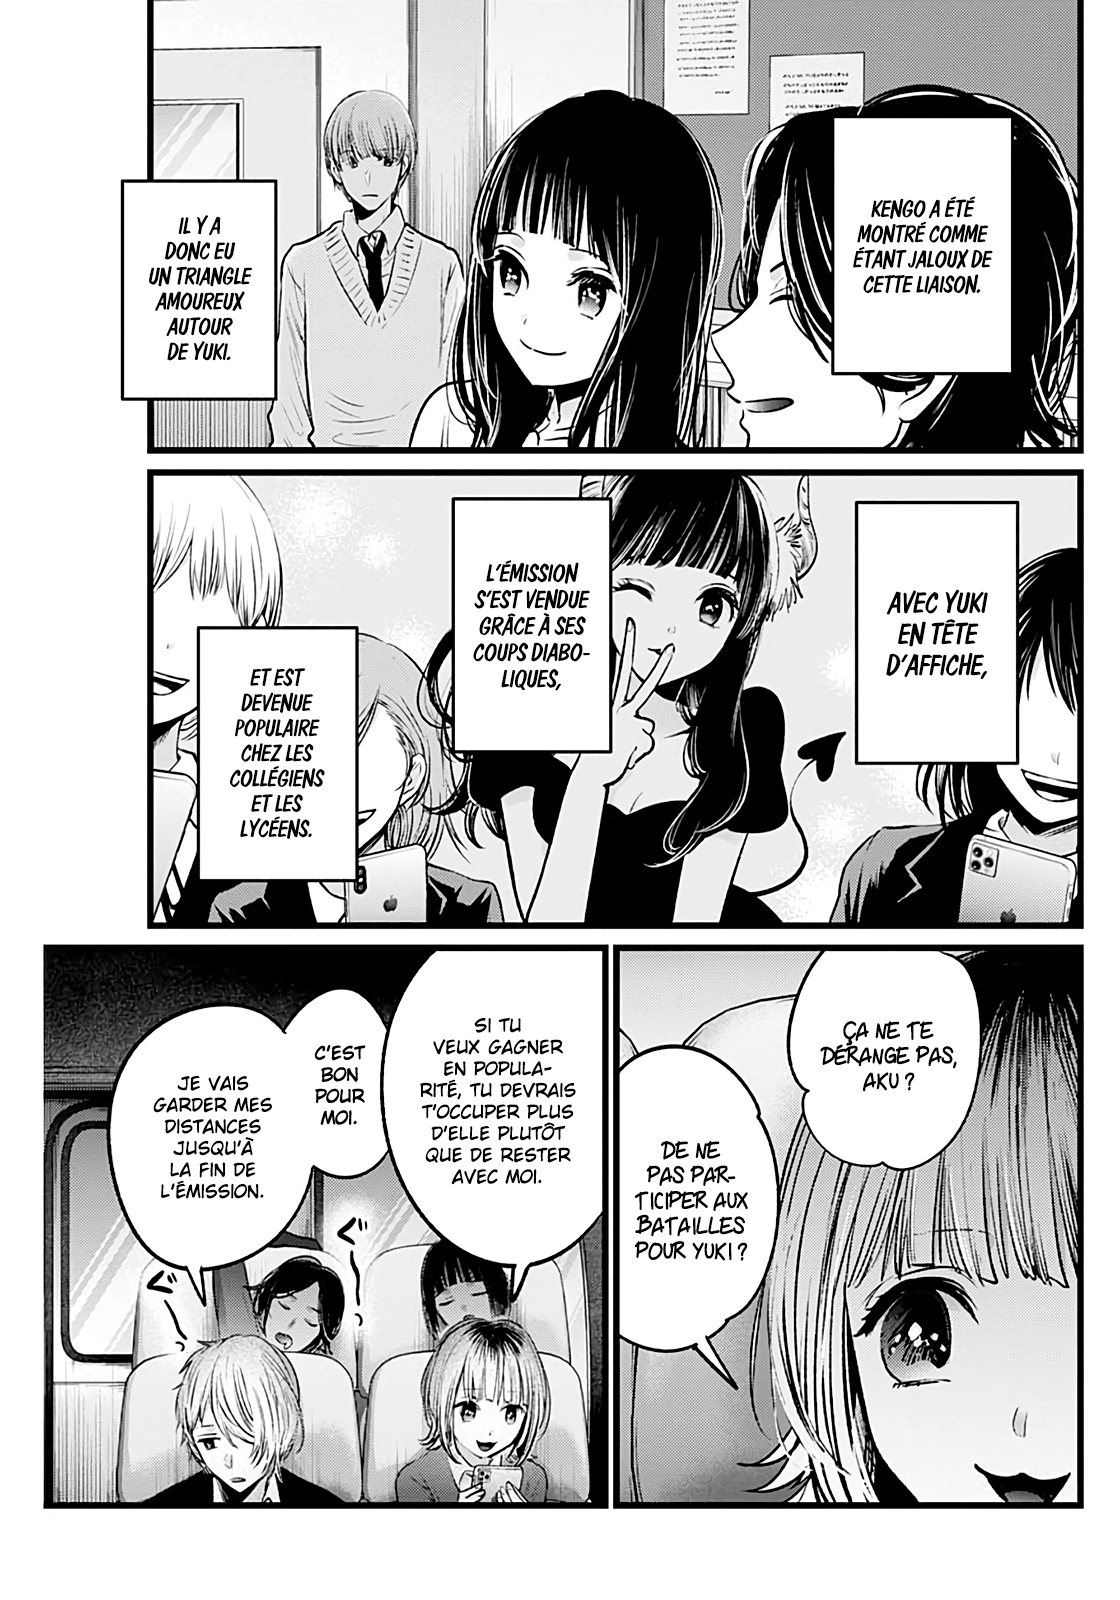 KENGO A ÉTÉ
MONTRÉ COMME
ÉTANT JALOUX DE
CETTE LIAISON.
IL Y A
DONC EU
UN TRIANGLE
AMOUREUX
AUTOUR
DE YUKI.
AVEC YUKI
EN TÊTE
D'AFFICHE,
L'ÉMISSION
S'EST VENDUE
GRÂCE À SES
COUPS DIABO-
LIQUES,
ET EST
DEVENUE
POPULAIRE
CHEZ LES
COLLÉGIENS
ET LES
LYCÉENS.
ÇA NE TE
DÉRANGE PAS,
AKU ?
DE NE
PAS PAR-
TICIPER AUX
BATAILLES
POUR YUKI ?
SI TU
VEUX GAGNER
EN POPULA-
RITÉ, TU DEVRAIS
T'OCCUPER PLUS
D'ELLE PLUTÔT
QUE DE RESTER
AVEC MOI.
C'EST
BON
POUR
MOI.
JE VAIS
GARDER MES
DISTANCES
JUSQU'À
LA FIN DE
L'ÉMISSION.